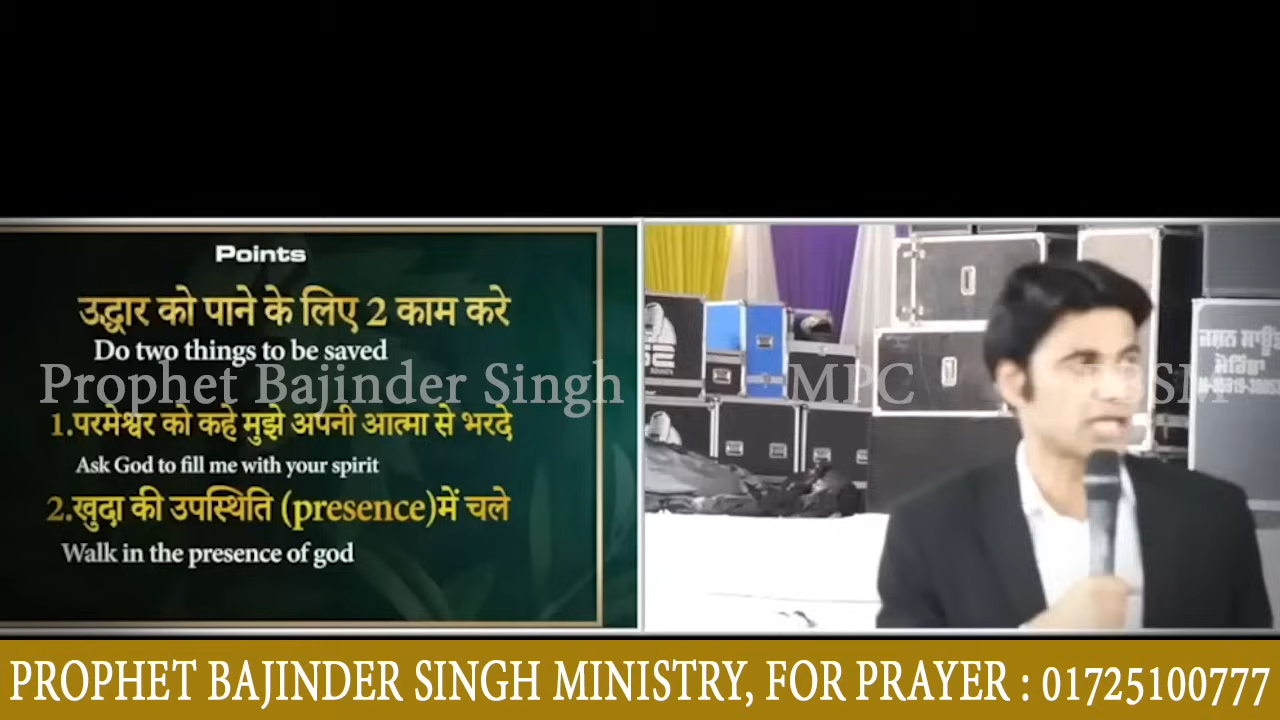 Points
उद्धार को पाने के लिए 2 काम करे
Do two things to be saved
Prophet Bajinder Singh MPC SM
1.परमेश्वर को कहे मुझे अपनी आत्मा से भरदे
Ask God to fill me with your spirit
2.खुदा की उपस्थिति (presence)में चले
Walk in the presence of god
ਮੋਰਿੰਡਾ
PROPHET BAJINDER SINGH MINISTRY, FOR PRAYER : 01725100777